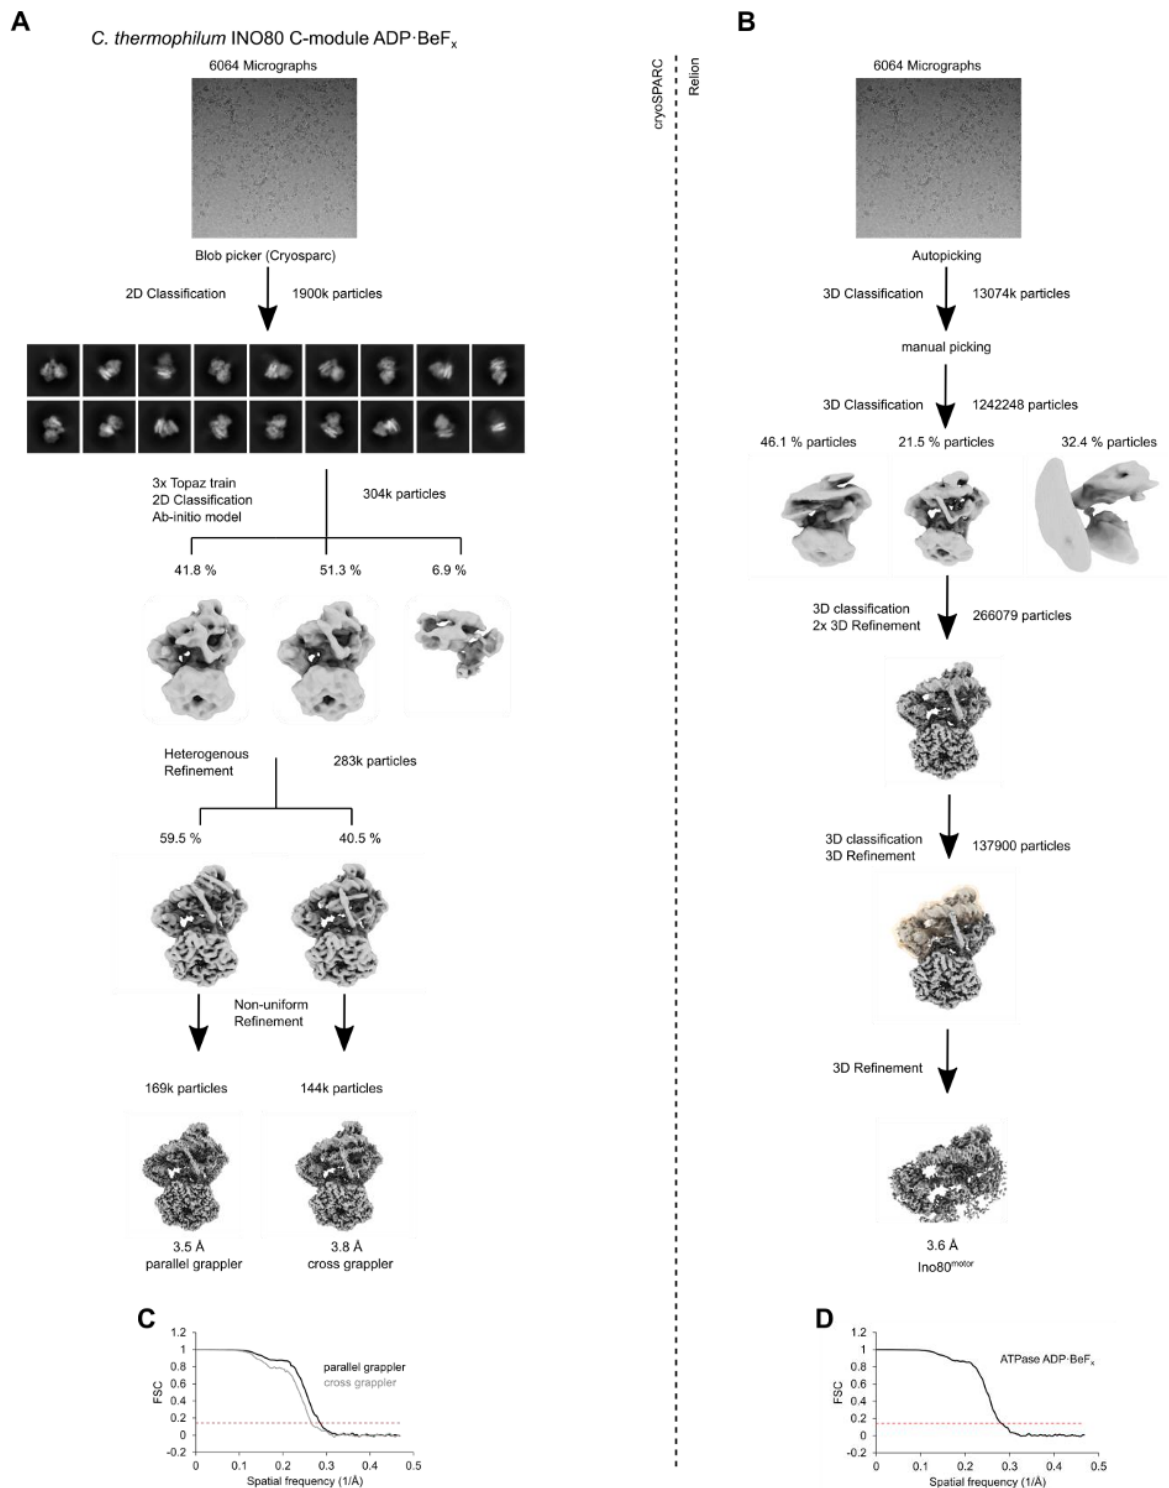 A
C. thermophilum INO80 C-module ADP·BeFx
6064 Micrographs
Blob picker (Cryosparc)
2D Classification
1900k particles
3x Topaz train
2D Classification
Ab-initio model
304k particles
41.8 %
51.3 %
6.9 %
Heterogenous
Refinement
283k particles
59.5 %
40.5 %
Non-uniform
Refinement
169k particles
144k particles
3.5 Å
parallel grappler
3.8 Å
cross grappler
cryoSPARC
Relion
B
6064 Micrographs
Autopicking
3D Classification
13074k particles
manual picking
3D Classification
1242248 particles
46.1 % particles
21.5 % particles
32.4 % particles
3D classification
2x 3D Refinement
266079 particles
3D classification
3D Refinement
137900 particles
3D Refinement
3.6 Å
Ino80motor
C
1.2
1
0.8
0.6
0.4
0.2
0
-0.2
FSC
parallel grappler
cross grappler
0
0.1
0.2
0.3
0.4
0.5
Spatial frequency (1/Å)
D
1.2
1
0.8
0.6
0.4
0.2
0
-0.2
FSC
ATPase ADP·BeFx
0
0.1
0.2
0.3
0.4
0.5
Spatial frequency (1/Å)